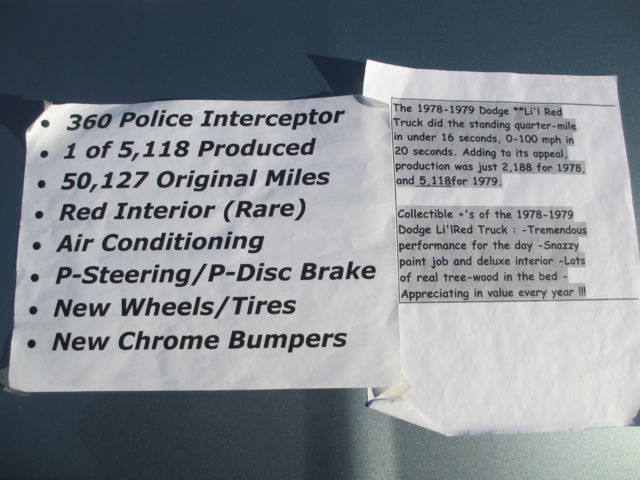 • 360 Police Interceptor
• 1 of 5,118 Produced
• 50,127 Original Miles
• Red Interior (Rare)
• Air Conditioning
• P-Steering/P-Disc Brake
• New Wheels/Tires
• New Chrome Bumpers
The 1978-1979 Dodge **Li'l Red
Truck did the standing quarter-mile
in under 16 seconds, 0-100 mph in
20 seconds. Adding to its appeal,
production was just 2,188 for 1978,
and 5,118for 1979.
Collectible +'s of the 1978-1979
Dodge Li'lRed Truck : -Tremendous
performance for the day -Snazzy
paint job and deluxe interior -Lots
of real tree-wood in the bed -
Appreciating in value every year !!!